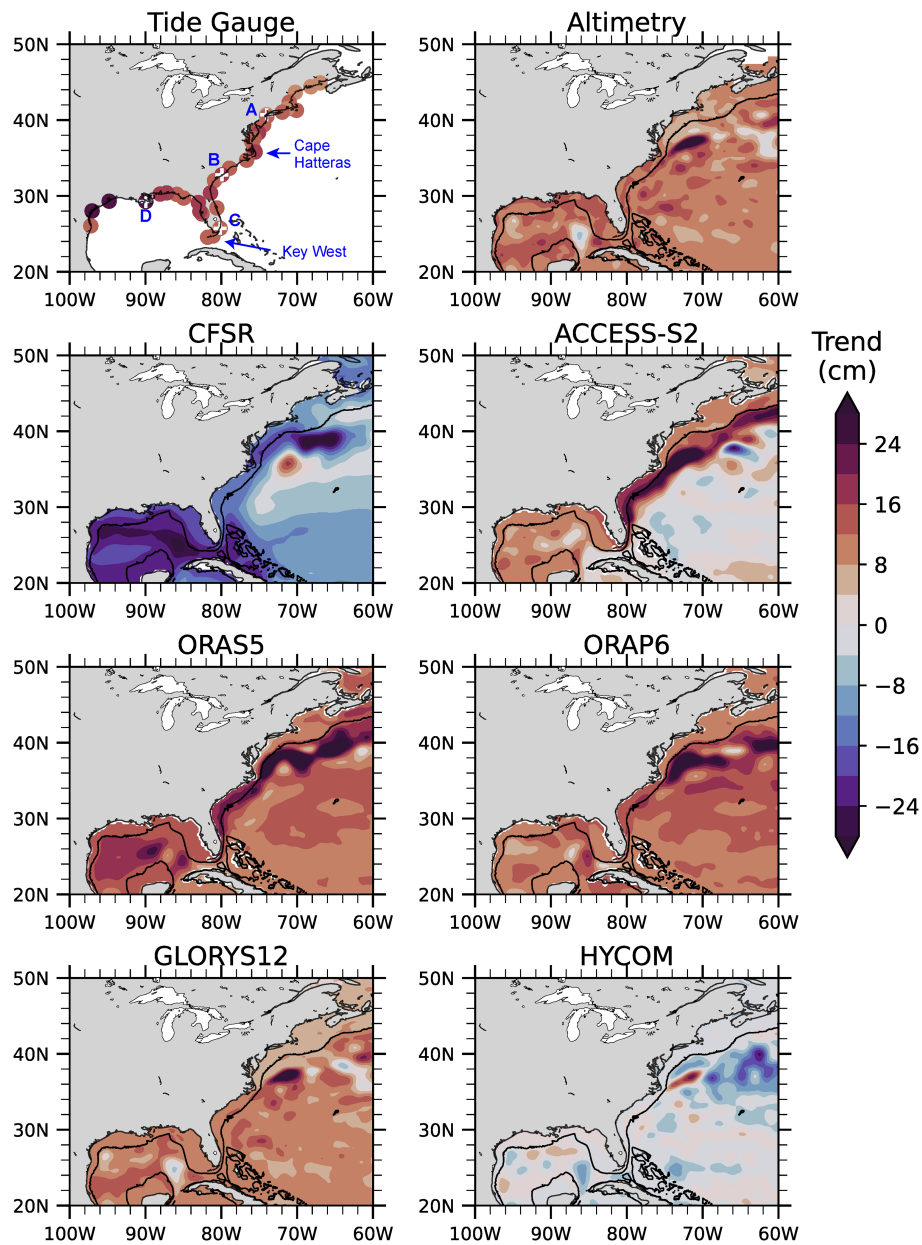 Tide Gauge
Altimetry
50N
40N
30N
20N
100W 90W 80W 70W 60W
A
B
C
D
Cape
Hatteras
Key West
50N
40N
30N
20N
100W 90W 80W 70W 60W
CFSR
ACCESS-S2
50N
40N
30N
20N
100W 90W 80W 70W 60W
50N
40N
30N
20N
100W 90W 80W 70W 60W
Trend
(cm)
24
16
8
0
−8
−16
−24
ORAS5
ORAP6
50N
40N
30N
20N
100W 90W 80W 70W 60W
50N
40N
30N
20N
100W 90W 80W 70W 60W
GLORYS12
HYCOM
50N
40N
30N
20N
100W 90W 80W 70W 60W
50N
40N
30N
20N
100W 90W 80W 70W 60W